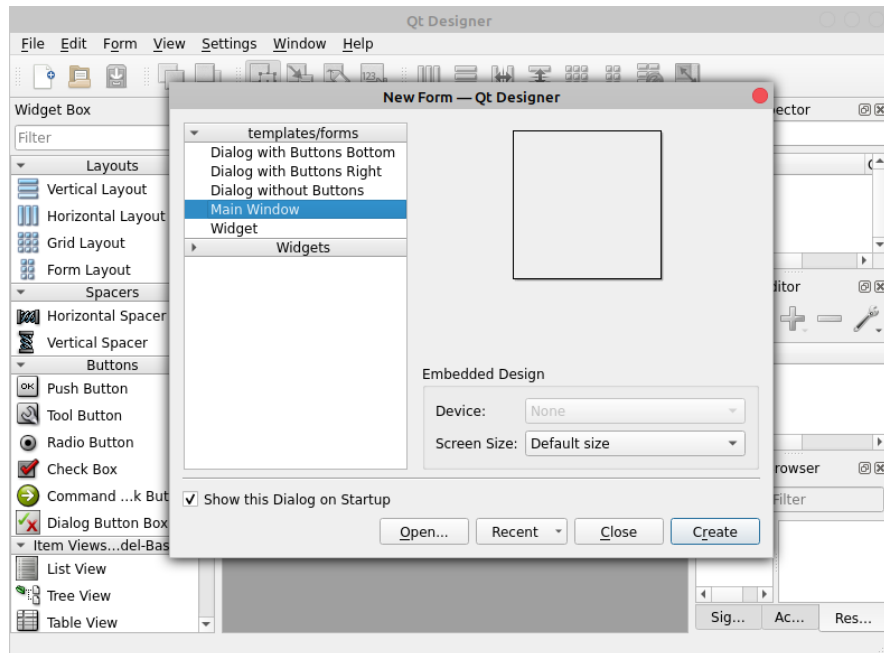 Qt Designer
File Edit Form View Settings Window Help
New Form — Qt Designer
Widget Box
Filter
Layouts
Vertical Layout
Horizontal Layout
Grid Layout
Form Layout
Spacers
Horizontal Spacer
Vertical Spacer
Buttons
Push Button
Tool Button
Radio Button
Check Box
Command ...k But
Dialog Button Box
Item Views...del-Bas
List View
Tree View
Table View
templates/forms
Dialog with Buttons Bottom
Dialog with Buttons Right
Dialog without Buttons
Main Window
Widget
Widgets
Embedded Design
Device: None
Screen Size: Default size
Show this Dialog on Startup
Open... Recent Close Create
ector
ditor
rowser
Filter
Sig... Ac... Res...